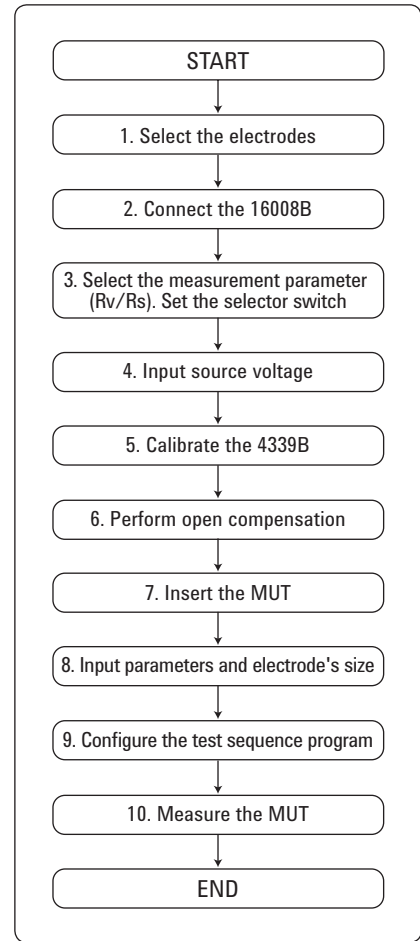 START
1. Select the electrodes
2. Connect the 16008B
3. Select the measurement parameter
(Rv/Rs). Set the selector switch
4. Input source voltage
5. Calibrate the 4339B
6. Perform open compensation
7. Insert the MUT
8. Input parameters and electrode's size
9. Configure the test sequence program
10. Measure the MUT
END